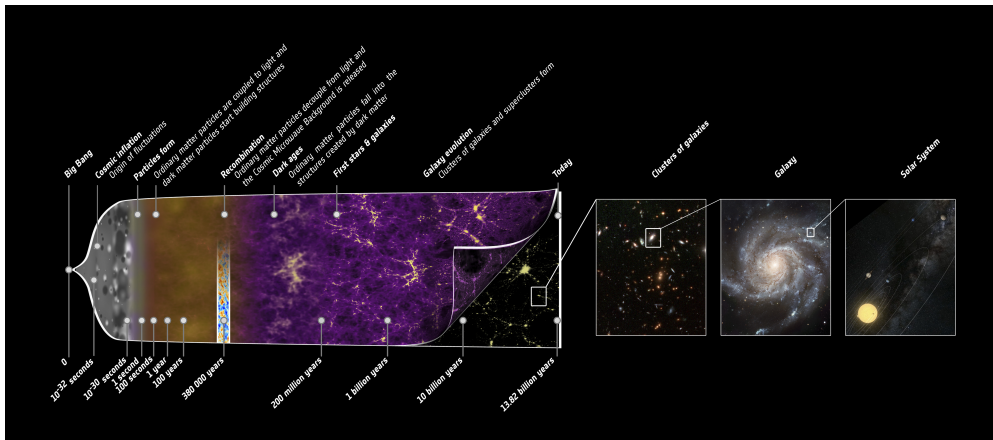 Big Bang
Cosmic inflation
Origin of fluctuations
Particles form
Ordinary matter particles are coupled to light and
dark matter particles start building structures
Recombination
Ordinary matter particles decouple from light and
the Cosmic Microwave Background is released
Dark ages
Ordinary matter particles fall into the
structures created by dark matter
First stars & galaxies
Galaxy evolution
Clusters of galaxies and superclusters form
Today
Clusters of galaxies
Galaxy
Solar System
0
10-32 seconds
10-30 seconds
1 second
100 seconds
1 year
100 years
380 000 years
200 million years
1 billion years
10 billion years
13.82 billion years